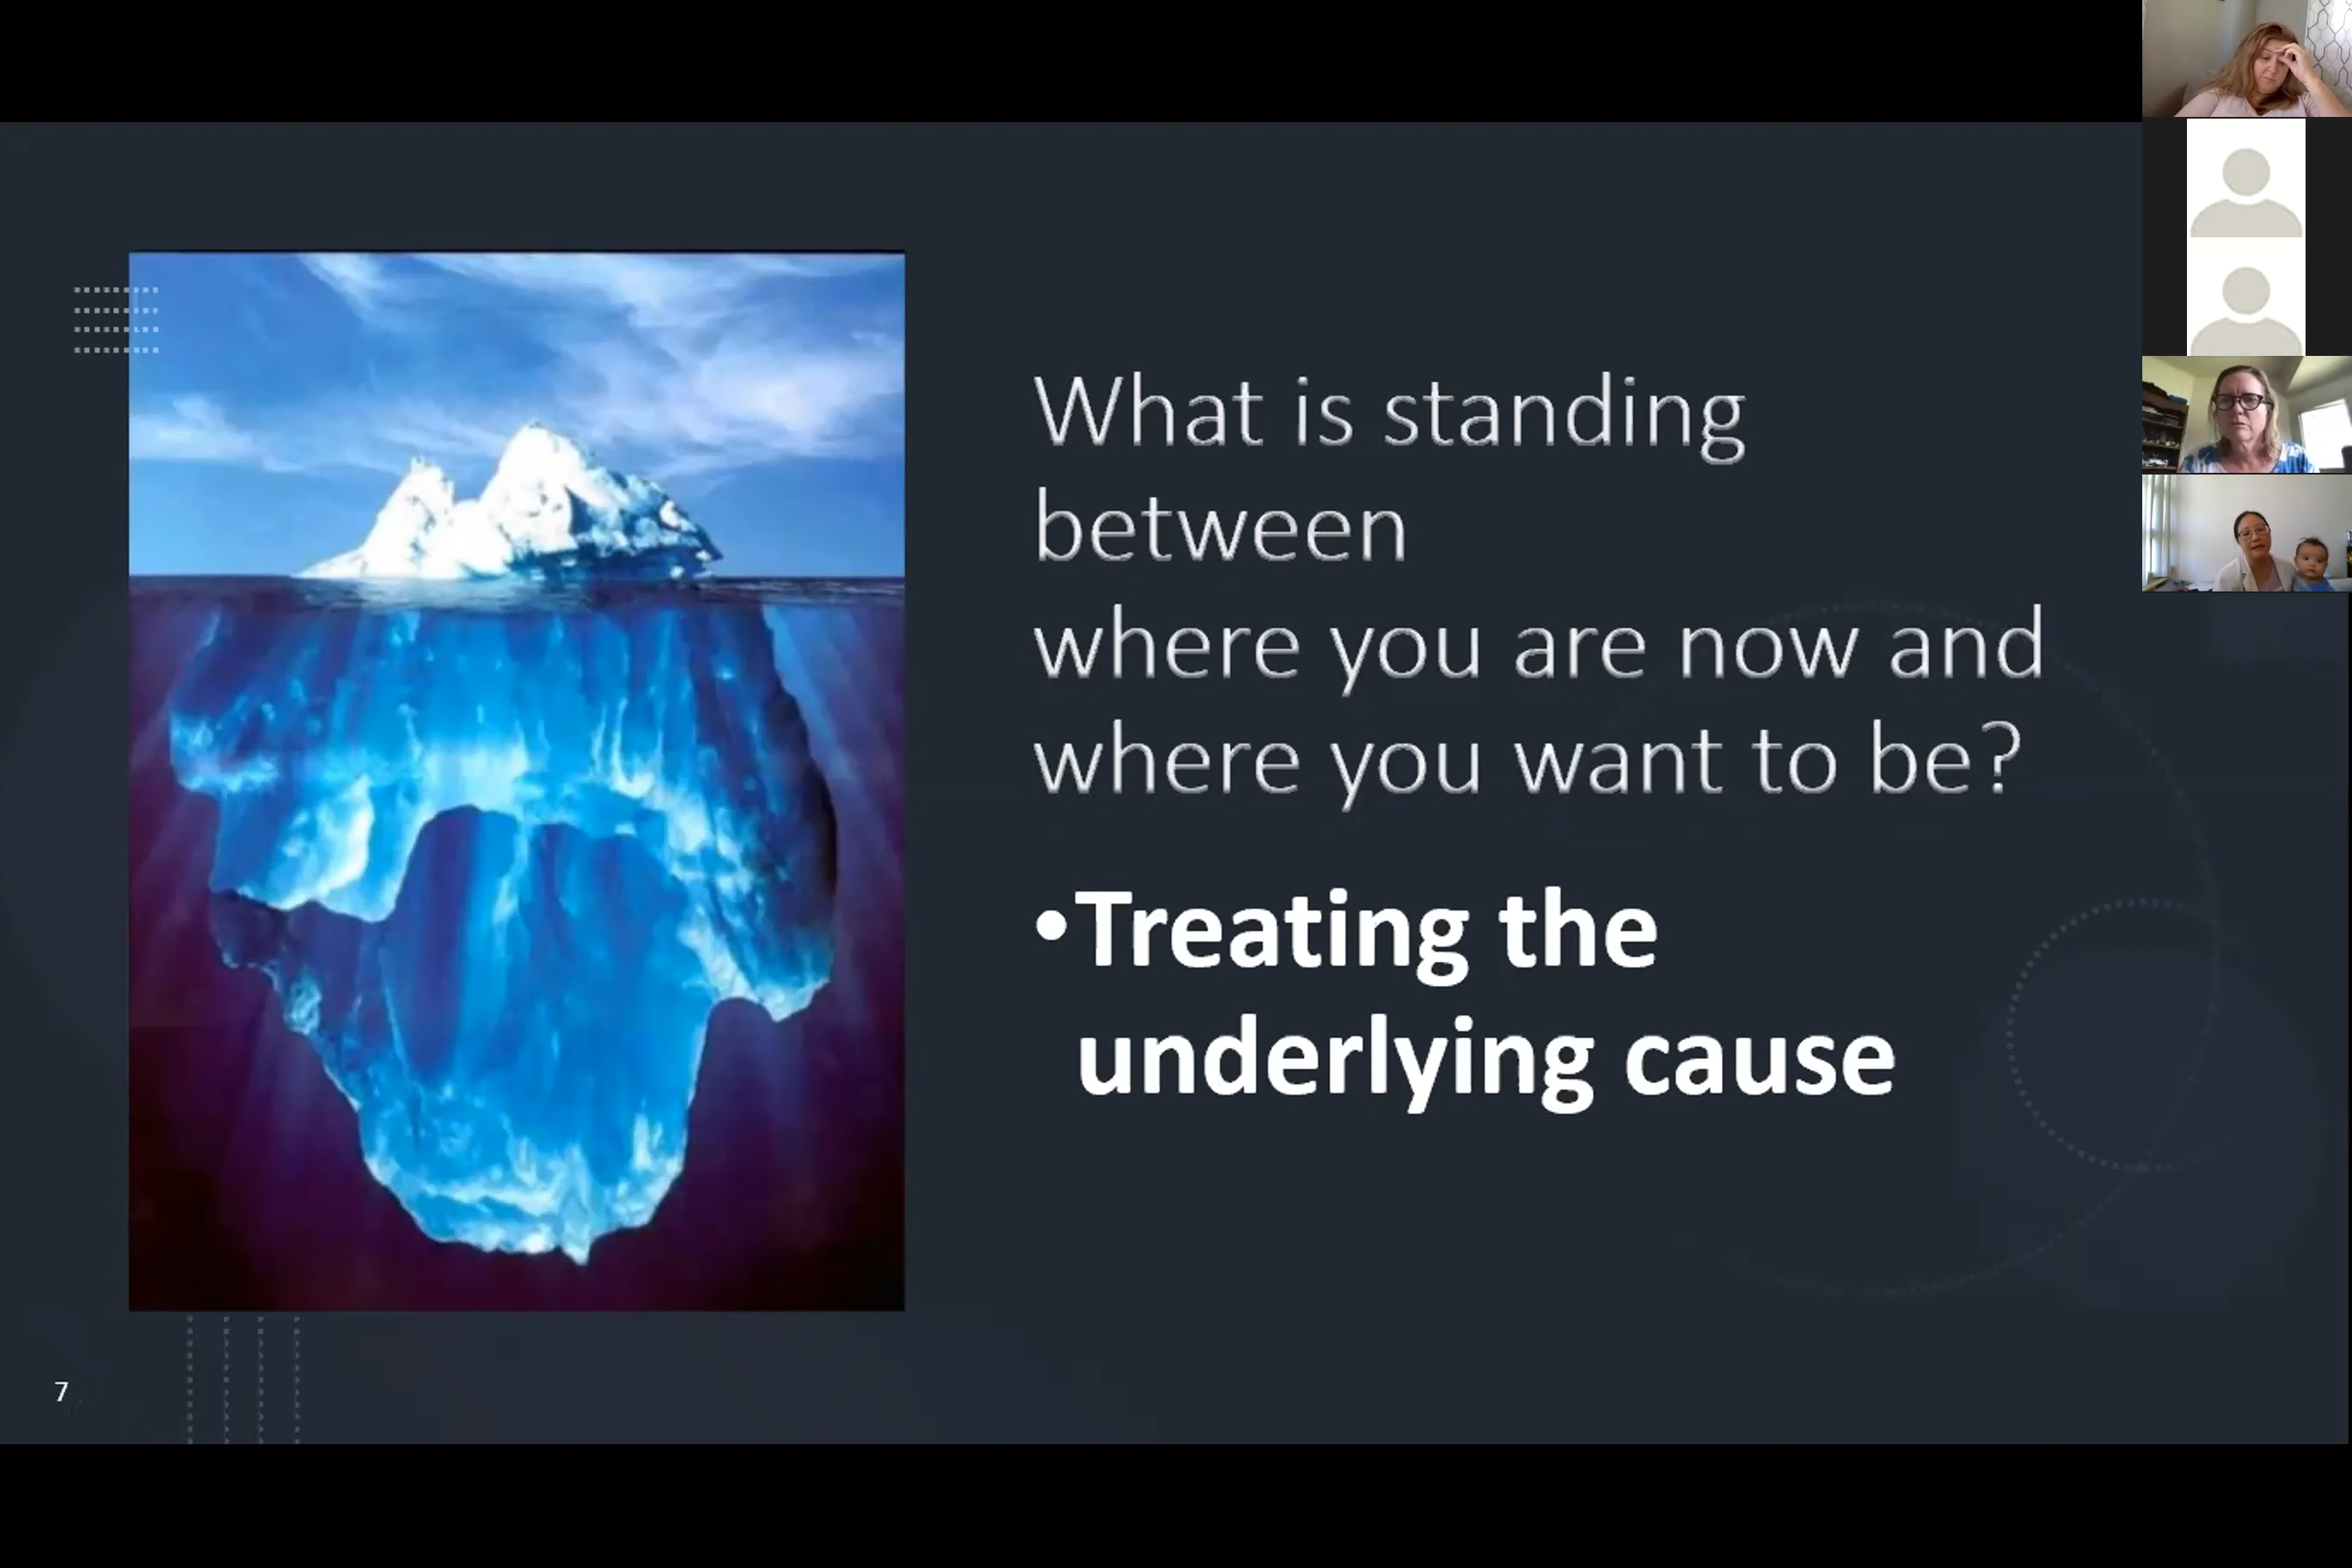 What is standing
between
where you are now and
where you want to be?
•Treating the
underlying cause
7